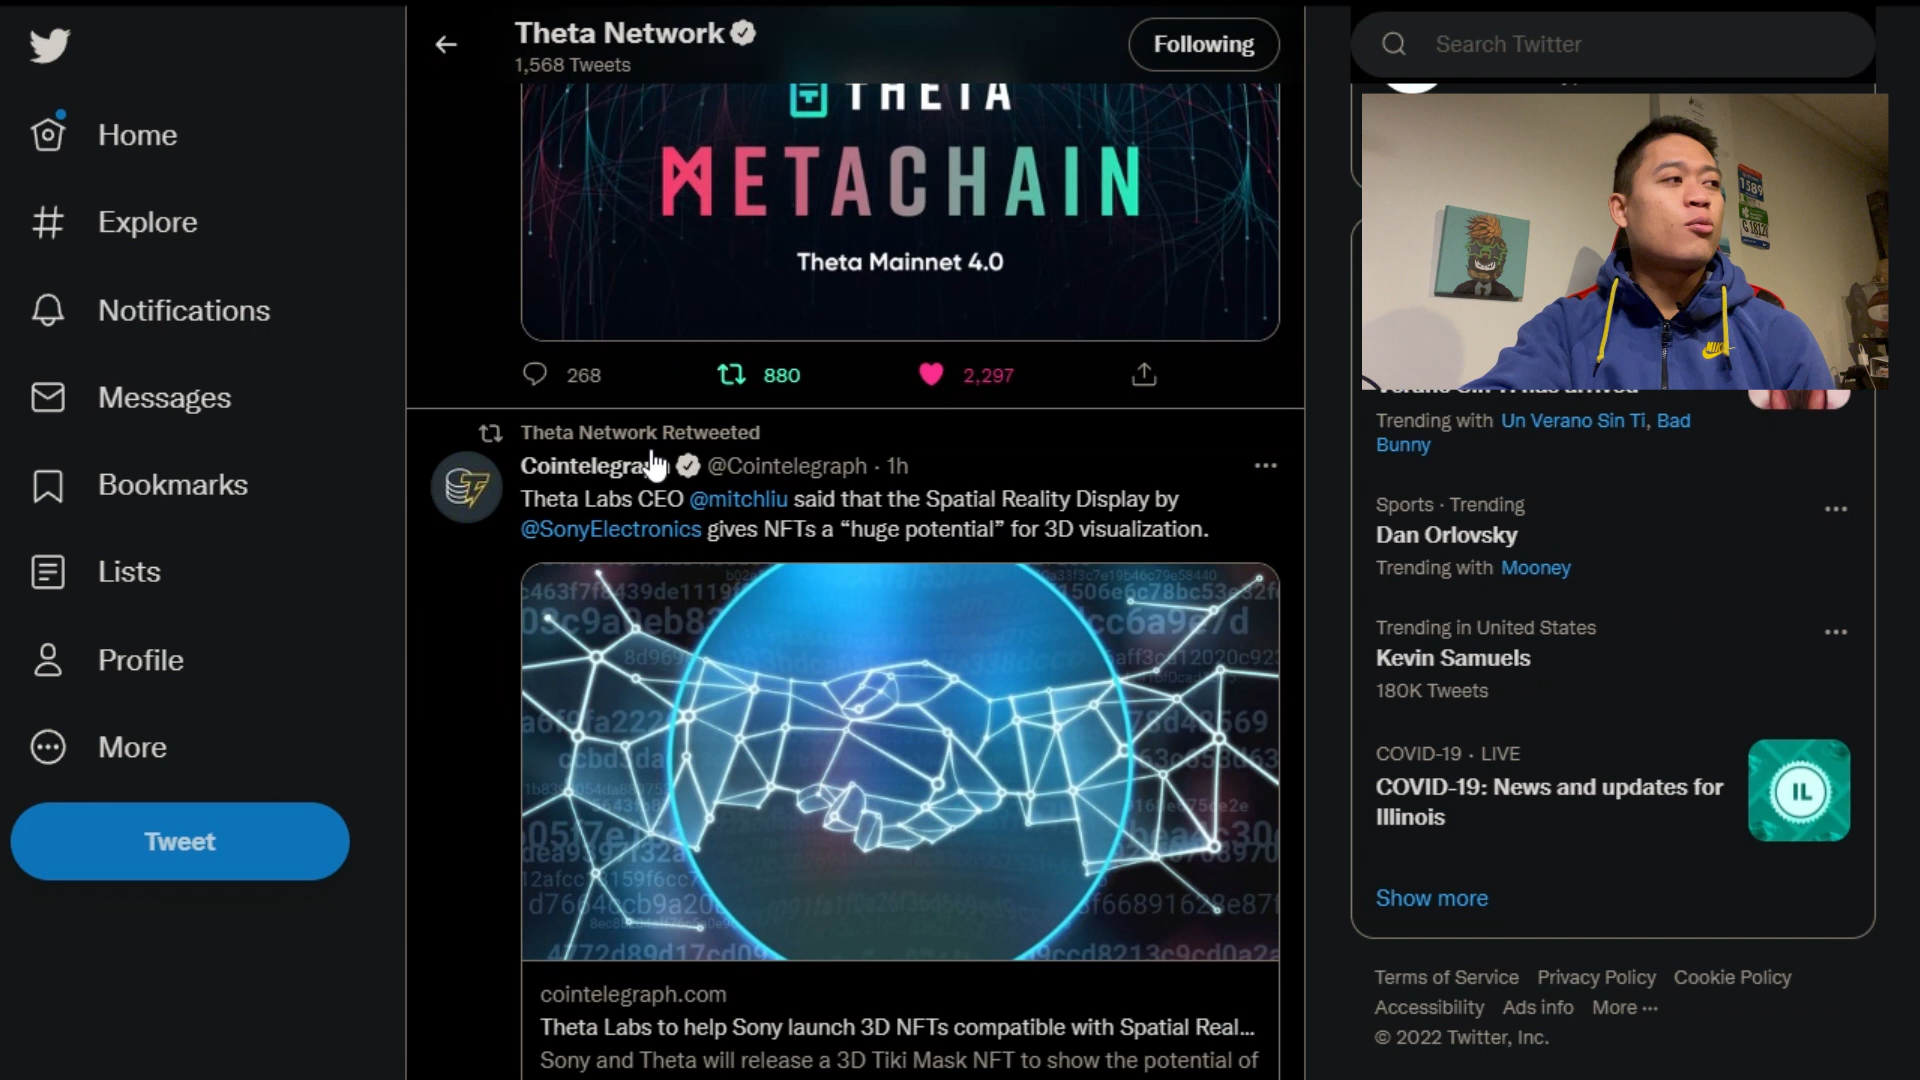 Home
Explore
Notifications
Messages
Bookmarks
Lists
Profile
More
Tweet
Theta Network
1,568 Tweets
Following
THETA
METACHAIN
Theta Mainnet 4.0
268
880
2,297
Theta Network Retweeted
@Cointelegraph · 1h
Theta Labs CEO @mitchliu said that the Spatial Reality Display by
@SonyElectronics gives NFTs a “huge potential” for 3D visualization.
cointelegraph.com
Theta Labs to help Sony launch 3D NFTs compatible with Spatial Real...
Sony and Theta will release a 3D Tiki Mask NFT to show the potential of
Search Twitter
1589
NIKE
Trending with Un Verano Sin Ti, Bad
Bunny
Sports · Trending
Dan Orlovsky
Trending with Mooney
Trending in United States
Kevin Samuels
180K Tweets
COVID-19 · LIVE
COVID-19: News and updates for
Illinois
IL
Show more
Terms of Service Privacy Policy Cookie Policy
Accessibility Ads info More ···
© 2022 Twitter, Inc.